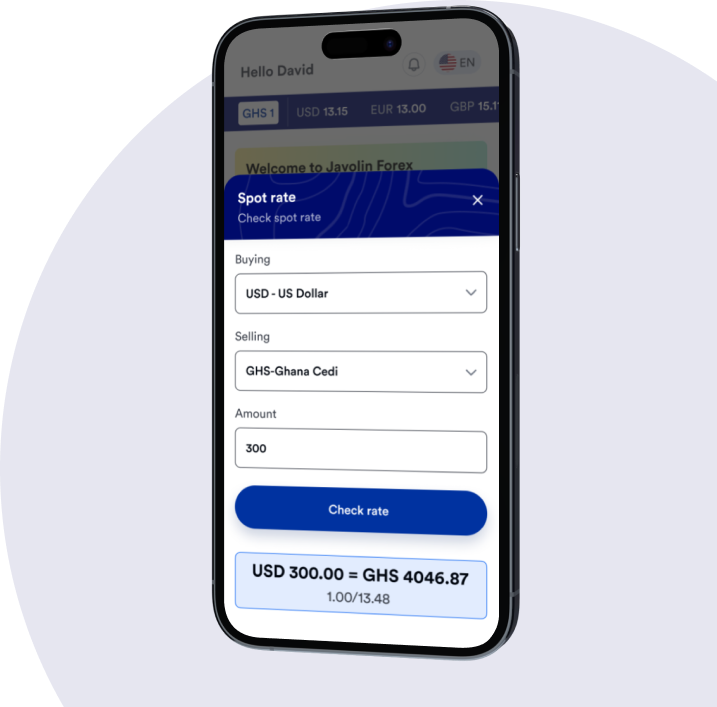 Hello David
EN
GHS 1 USD 13.15 EUR 13.00 GBP 15.1
Welcome to Javolin Forex
Spot rate
Check spot rate
Buying
USD - US Dollar
Selling
GHS-Ghana Cedi
Amount
300
Check rate
USD 300.00 = GHS 4046.87
1.00/13.48